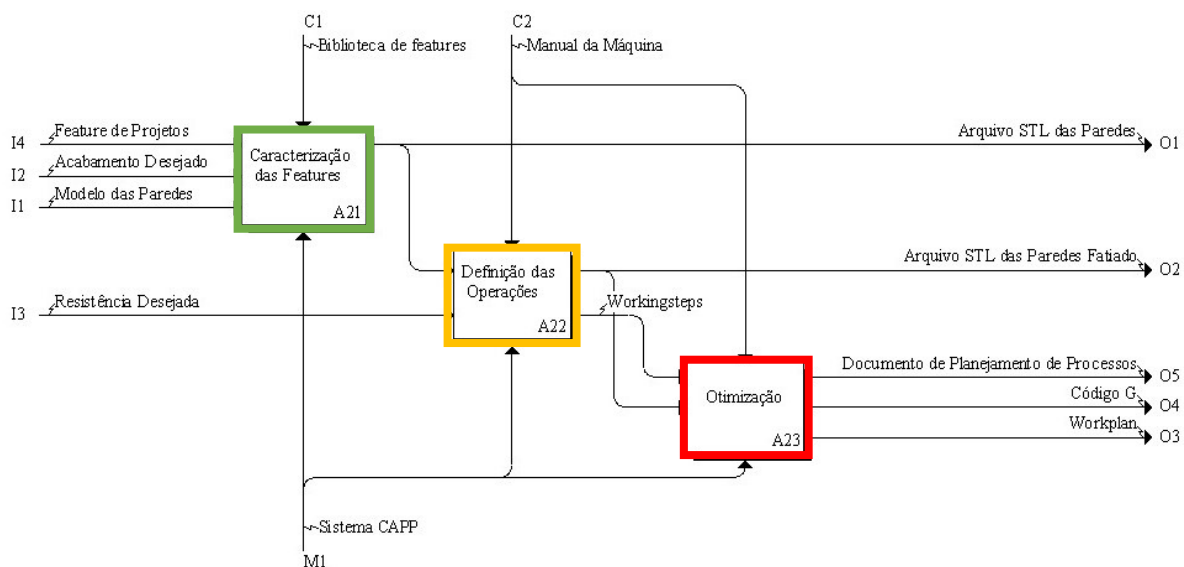 C1
C2
Biblioteca de features
Manual da Máquina
I4
Feature de Projetos
Arquivo STL das Paredes
O1
I2
Acabamento Desejado
Caracterização
das Features
I1
Modelo das Paredes
A21
Arquivo STL das Paredes Fatiado
O2
Definição das
Operações
I3
Resistência Desejada
A22
Workingsteps
Documento de Planejamento de Processos
O5
Otimização
Código G
O4
A23
Workplan
O3
Sistema CAPP
M1